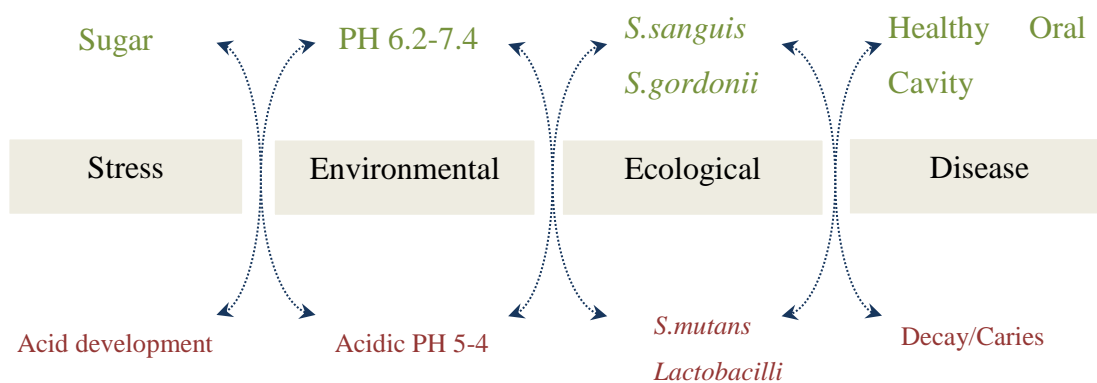 Sugar
PH 6.2-7.4
S.sanguis
S.gordonii
Healthy Oral
Cavity
Stress
Environmental
Ecological
Disease
Acid development
Acidic PH 5-4
S.mutans
Lactobacilli
Decay/Caries